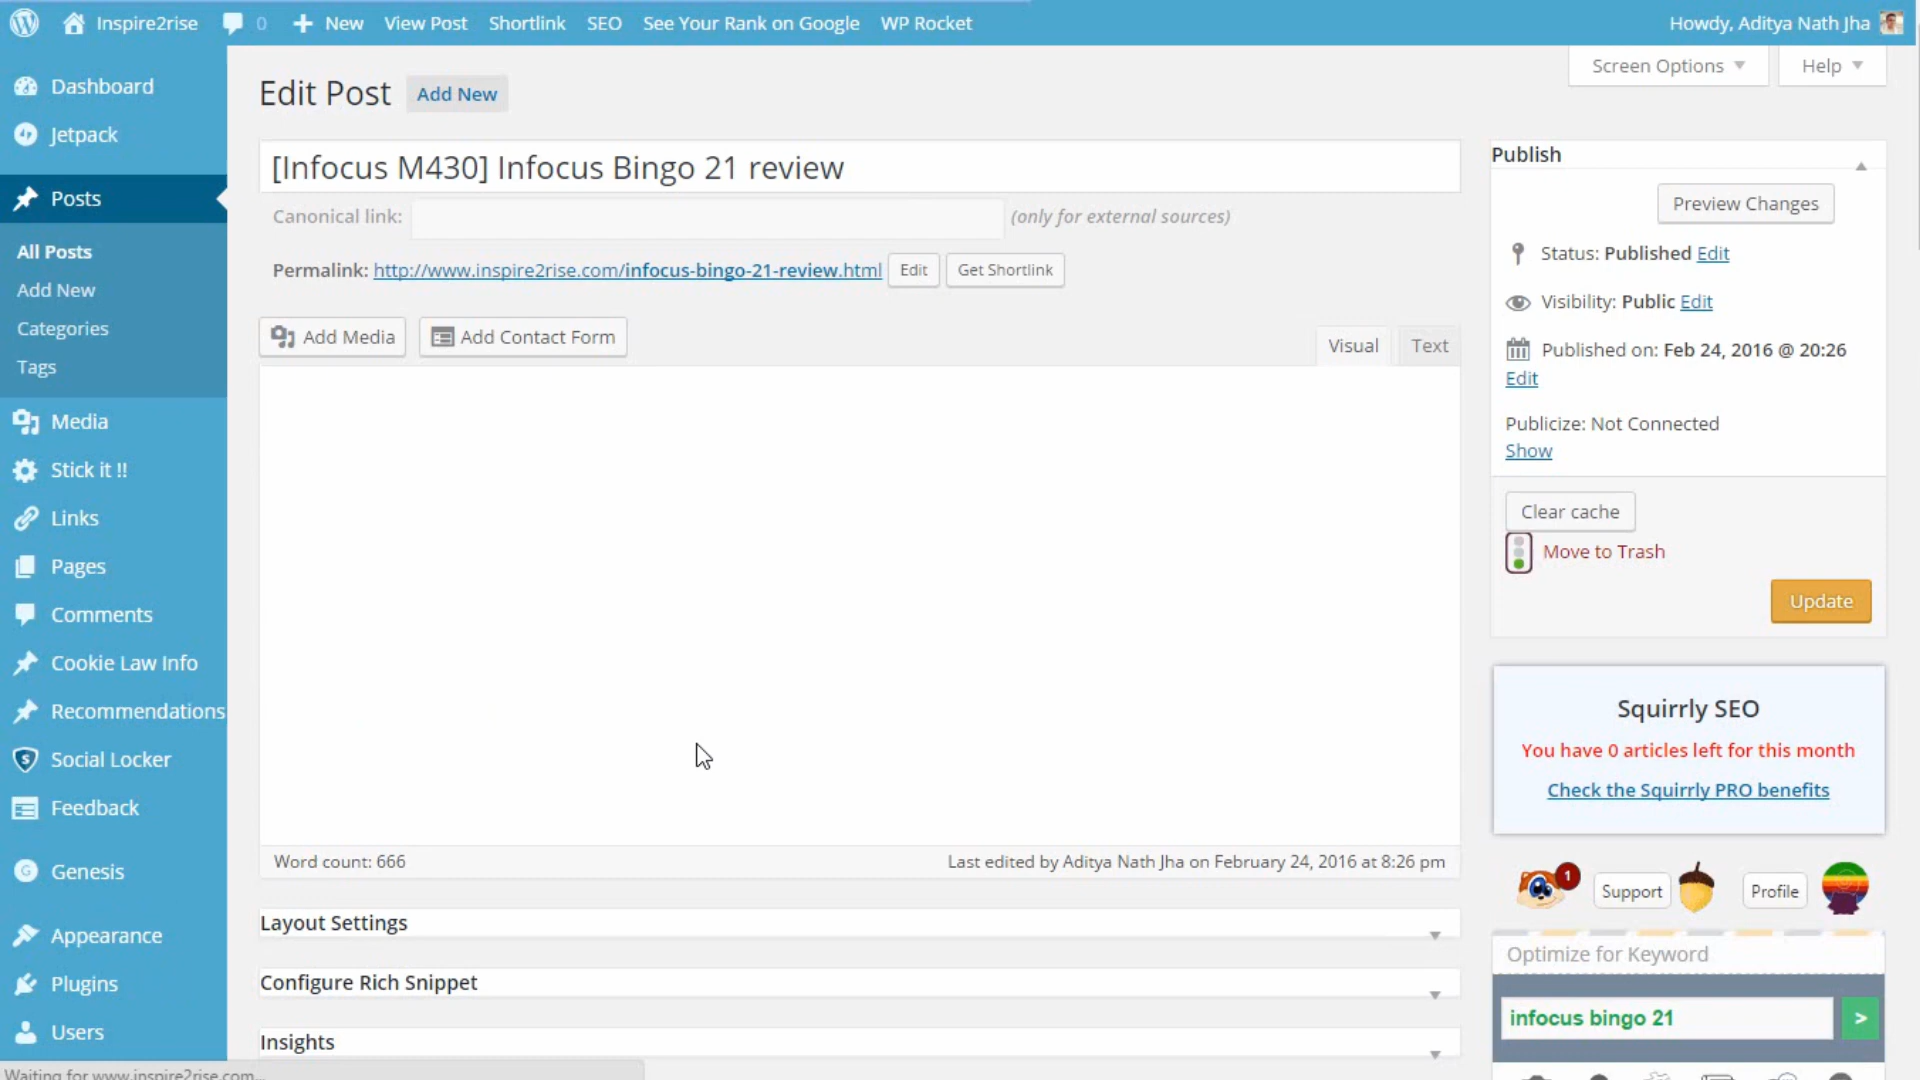 Inspire2rise 0 New View Post Shortlink SEO See Your Rank on Google WP Rocket Howdy, Aditya Nath Jha
Screen Options Help
Dashboard
Jetpack
Posts
All Posts
Add New
Categories
Tags
Media
Stick it !!
Links
Pages
Comments
Cookie Law Info
Recommendations
Social Locker
Feedback
Genesis
Appearance
Plugins
Users
Edit Post Add New
[Infocus M430] Infocus Bingo 21 review
Canonical link: (only for external sources)
Permalink: http://www.inspire2rise.com/infocus-bingo-21-review.html Edit Get Shortlink
Add Media Add Contact Form Visual Text
Word count: 666 Last edited by Aditya Nath Jha on February 24, 2016 at 8:26 pm
Layout Settings
Configure Rich Snippet
Insights
Publish
Preview Changes
Status: Published Edit
Visibility: Public Edit
Published on: Feb 24, 2016 @ 20:26
Edit
Publicize: Not Connected
Show
Clear cache
Move to Trash
Update
Squirrly SEO
You have 0 articles left for this month
Check the Squirrly PRO benefits
1 Support Profile
Optimize for Keyword
infocus bingo 21 >
Waiting for www.inspire2rise.com...